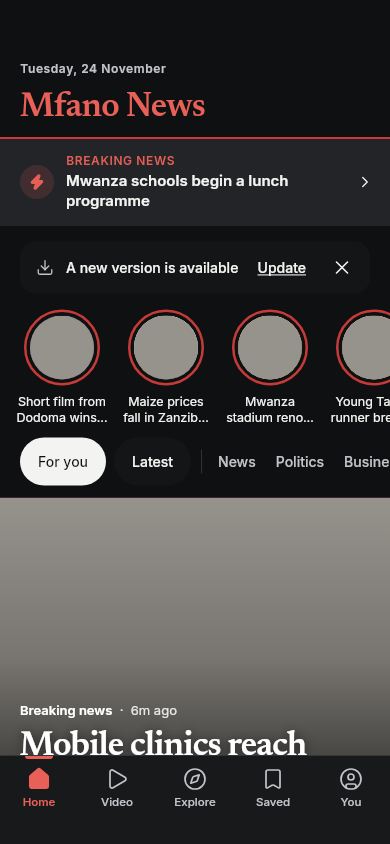 Tuesday, 24 November
Mfano News
BREAKING NEWS
Mwanza schools begin a lunch
programme
A new version is available Update
Short film from
Dodoma wins...
Maize prices
fall in Zanzib...
Mwanza
stadium reno...
Young Ta
runner bre
For you
Latest
News
Politics
Busine
Breaking news · 6m ago
Mobile clinics reach
Home
Video
Explore
Saved
You